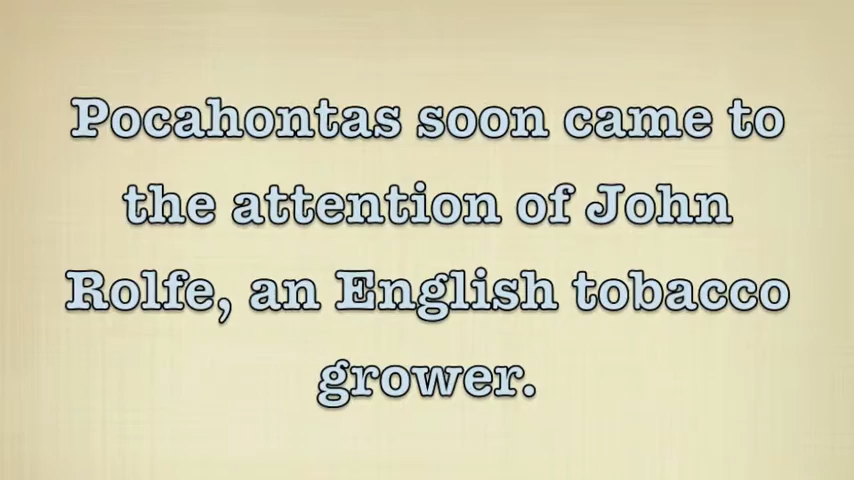 Pocahontas soon came to
the attention of John
Rolfe, an English tobacco
grower.